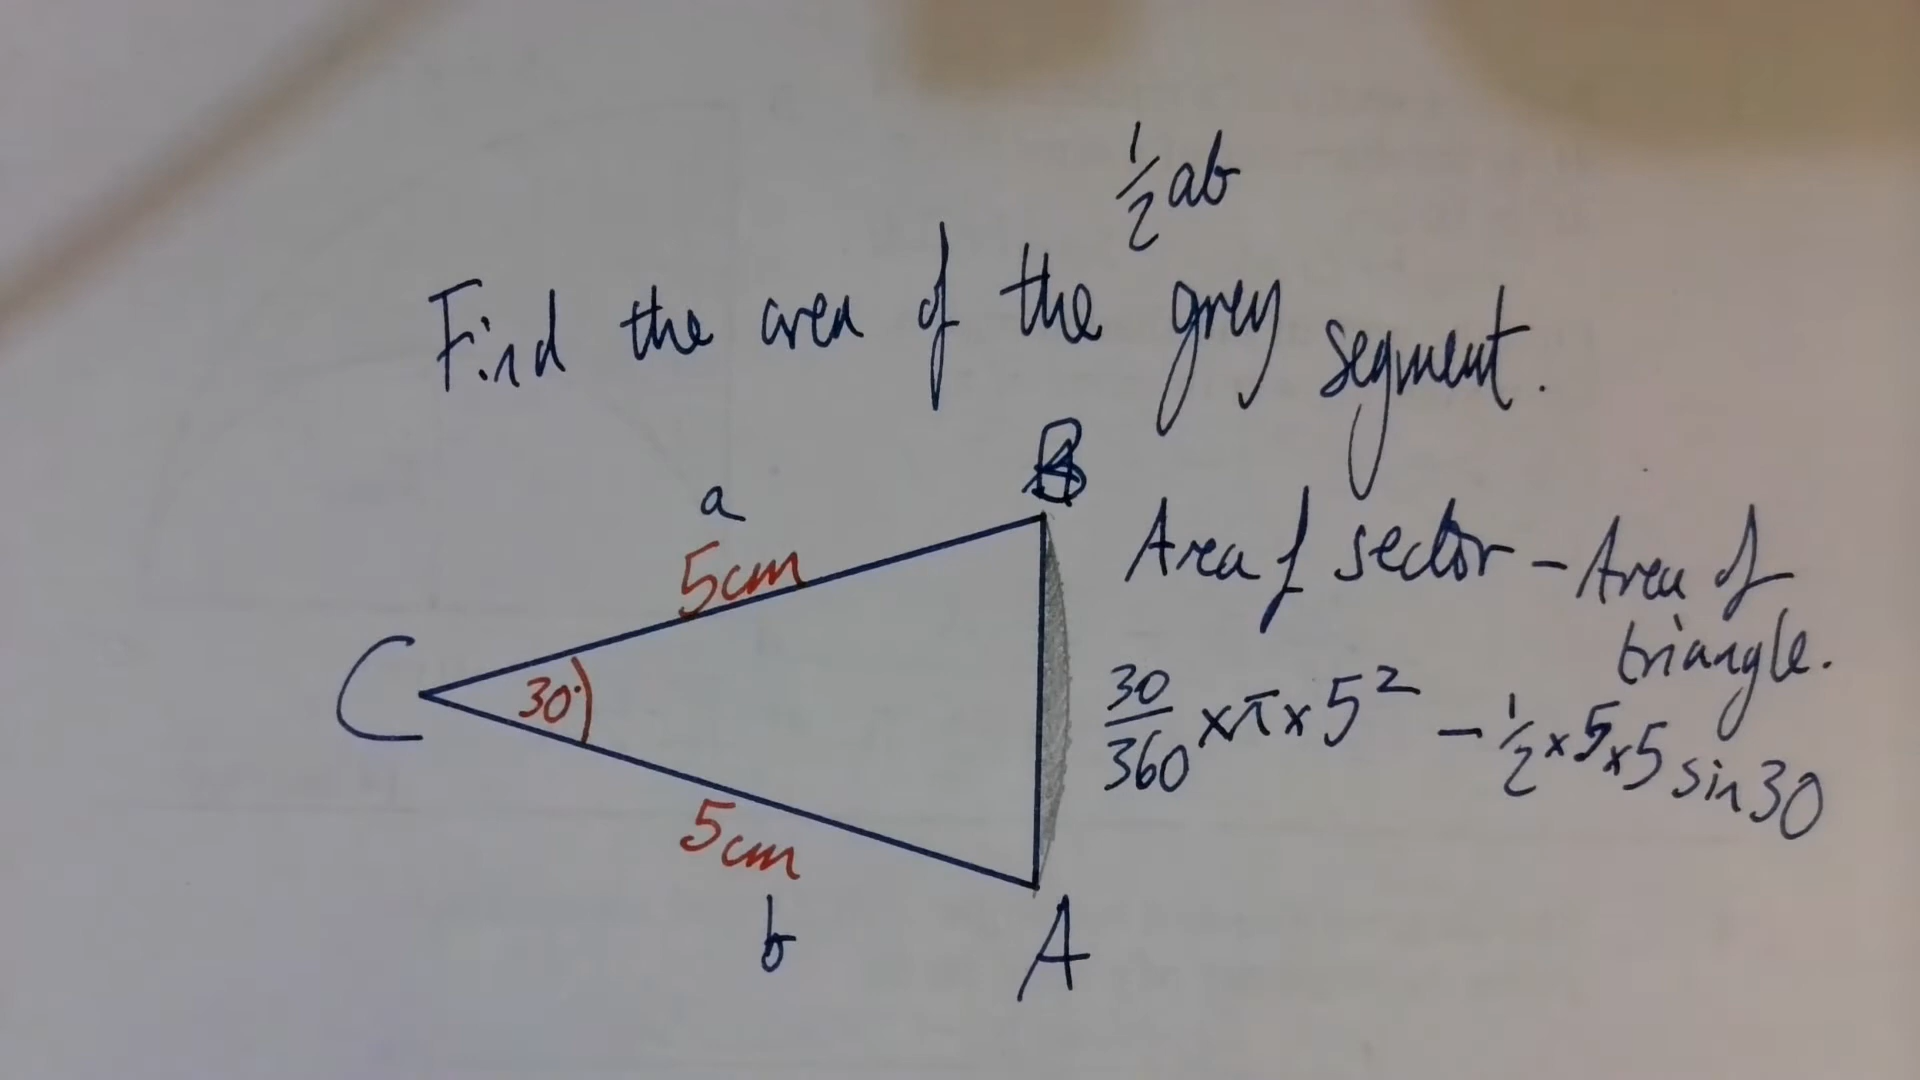 ½ab
Find the area of the grey segment.
B
a
5cm
Area of sector - Area of
triangle.
C
30°
30/360 × π × 5² - ½ × 5 × 5 sin 30
5cm
b
A